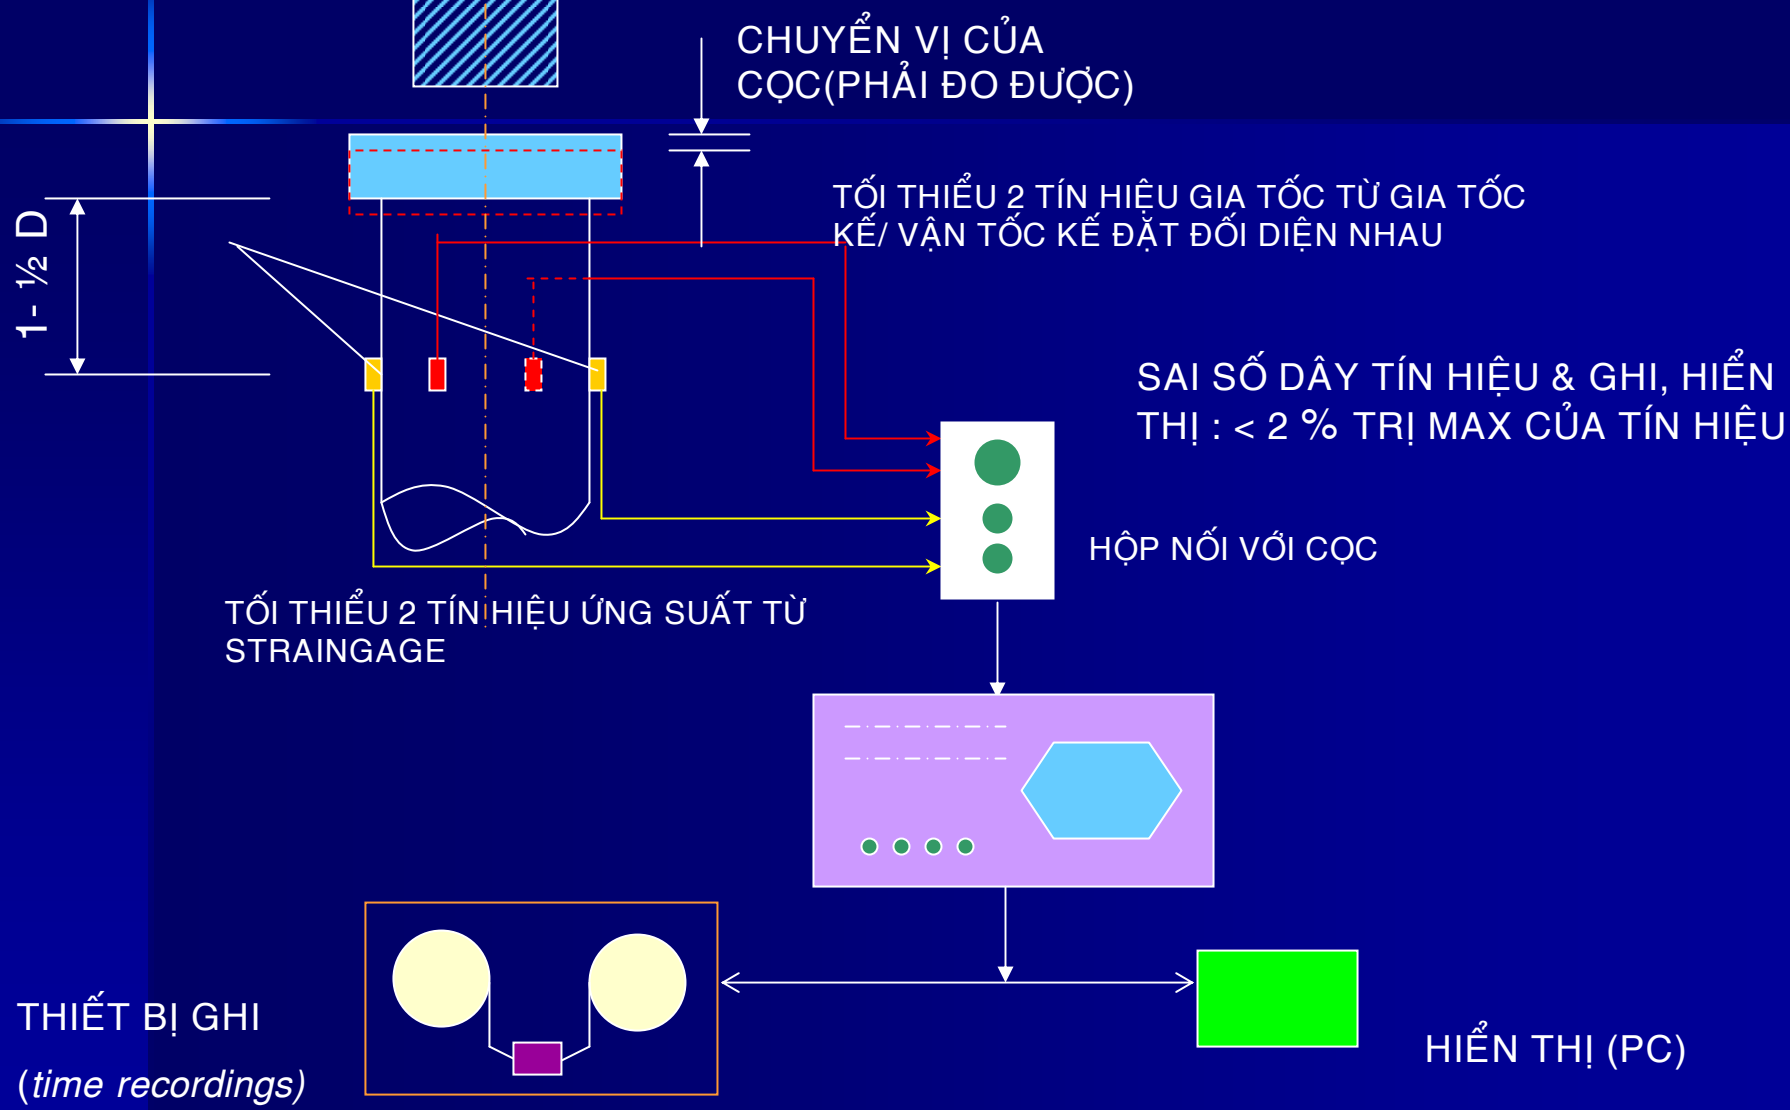 CHUYỂN VỊ CỦA
CỌC(PHẢI ĐO ĐƯỢC)
TỐI THIỂU 2 TÍN HIỆU GIA TỐC TỪ GIA TỐC
KẾ/ VẬN TỐC KẾ ĐẶT ĐỐI DIỆN NHAU
1- ½ D
SAI SỐ DÂY TÍN HIỆU & GHI, HIỂN
THỊ : < 2 % TRỊ MAX CỦA TÍN HIỆU
HỘP NỐI VỚI CỌC
TỐI THIỂU 2 TÍN HIỆU ỨNG SUẤT TỪ
STRAINGAGE
THIẾT BỊ GHI
(time recordings)
HIỂN THỊ (PC)